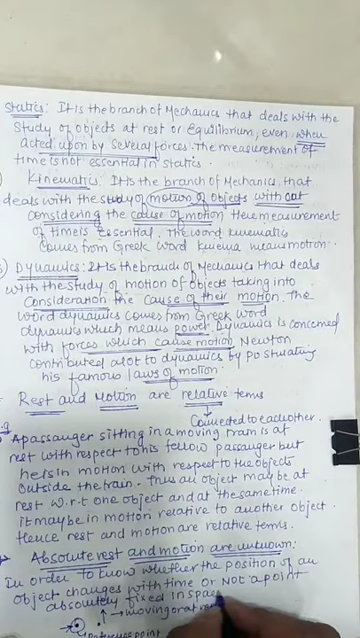 Statics: It is the branch of Mechanics that deals with the
study of objects at rest or Equilibrium, even when
acted upon by several forces. The measurement of
time is not essential in statics.
Kinematics. It is the branch of Mechanics, that
deals with the study of motion of objects with out
considering the cause of motion Here measurement
of time is Essential. The word kinematic
comes from Greek word kinema means motion.
Dynamics: It is the branch of Mechanics that deals
with the study of motion of objects taking into
consideration the cause of their motion. The
word dynamics comes from Greek word
dynamis which means power. Dynamics is concerned
with forces which cause motion Newton
contributed a lot to dynamics by postulating
his famous laws of motion.
Rest and Motion are relative terms
↓
Connected to each other.
A passanger sitting in a moving train is at
rest with respect to his fellow passanger but
he is in motion with respect to the objects
outside the train. Thus an object may be at
rest w.r.t one object and at the same time
it may be in motion relative to another object.
Hence rest and motion are relative terms.
Absolute rest and motion are unknown:
In order to know whether the position of an
object changes with time or not a point
absolutely fixed in space
→ moving or at rest
point